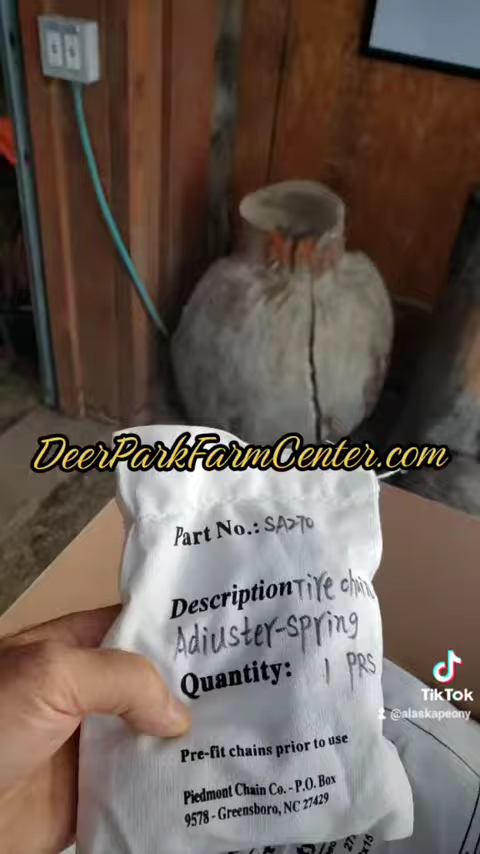 DeerParkFarmCenter.com
Part No.: SA270
Description Tire chain
Adjuster-spring
Quantity: 1 PRS
Pre-fit chains prior to use
Piedmont Chain Co. - P.O. Box
9578 - Greensboro, NC 27429
TikTok
@alaskapeony